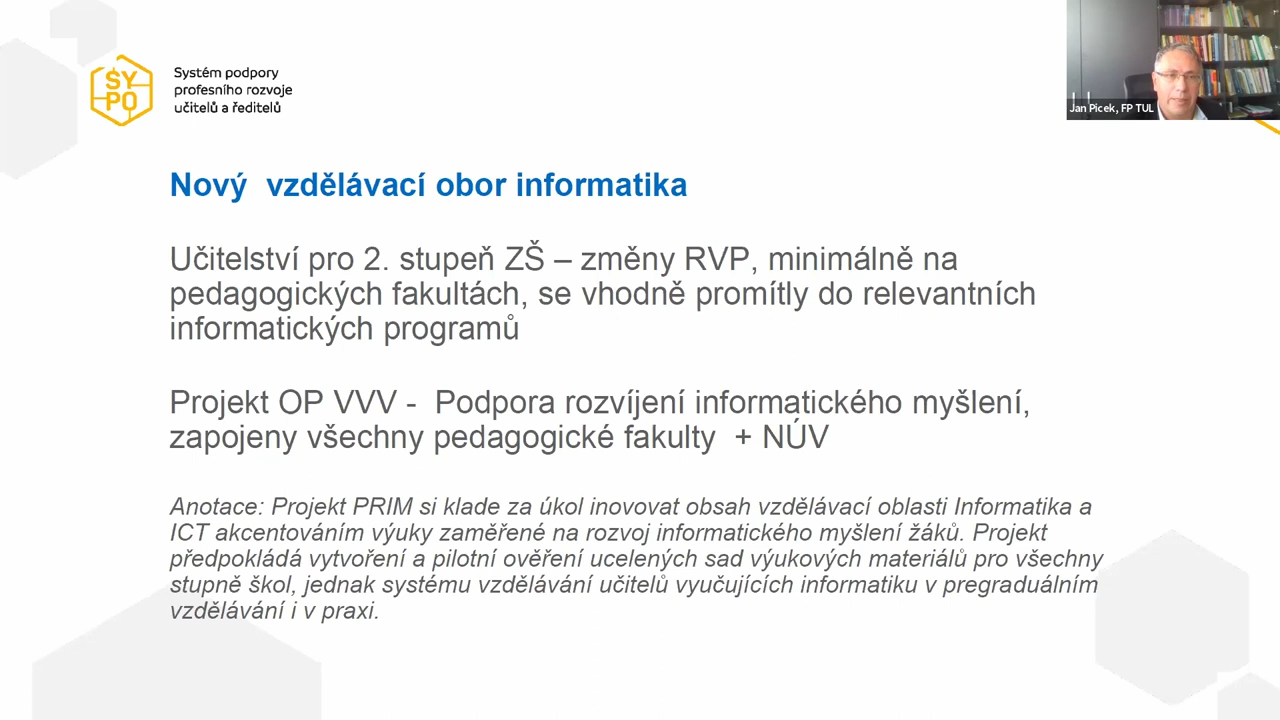 SYPO
Systém podpory
profesního rozvoje
učitelů a ředitelů
Jan Picek, FP TUL
Nový  vzdělávací obor informatika
Učitelství pro 2. stupeň ZŠ – změny RVP, minimálně na
pedagogických fakultách, se vhodně promítly do relevantních
informatických programů
Projekt OP VVV -  Podpora rozvíjení informatického myšlení,
zapojeny všechny pedagogické fakulty  + NÚV
Anotace: Projekt PRIM si klade za úkol inovovat obsah vzdělávací oblasti Informatika a
ICT akcentováním výuky zaměřené na rozvoj informatického myšlení žáků. Projekt
předpokládá vytvoření a pilotní ověření ucelených sad výukových materiálů pro všechny
stupně škol, jednak systému vzdělávání učitelů vyučujících informatiku v pregraduálním
vzdělávání i v praxi.